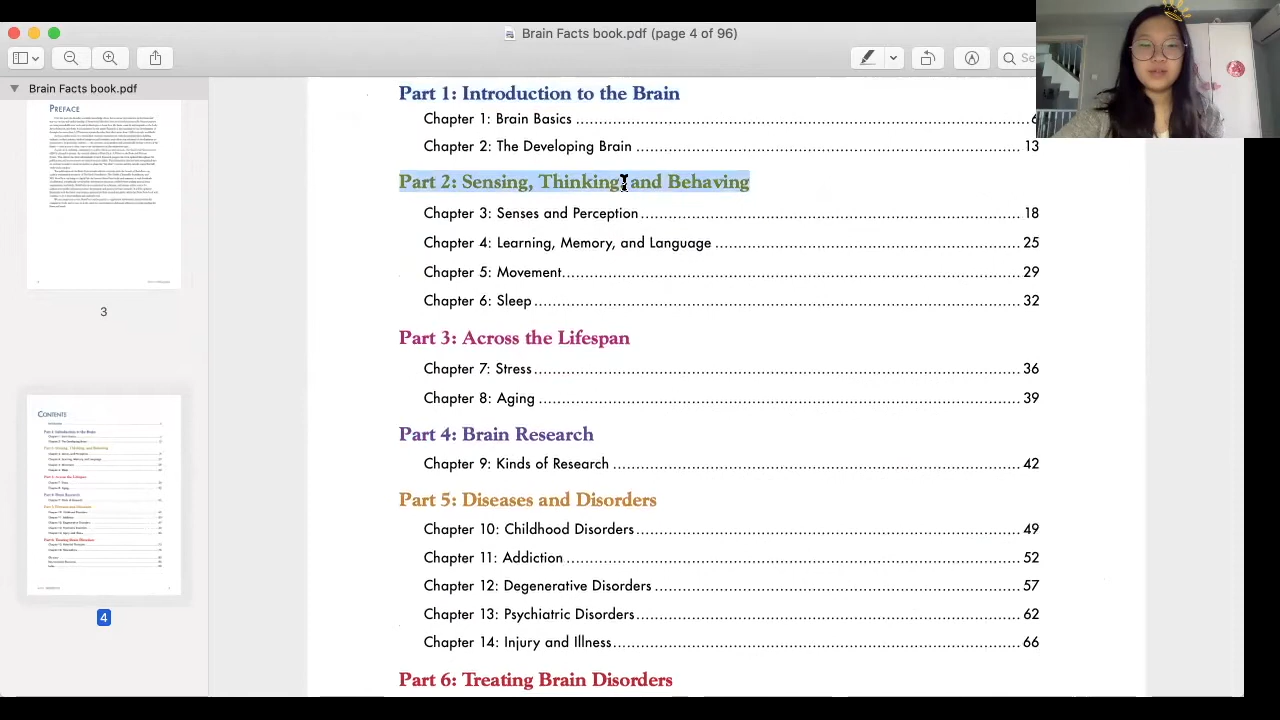 Brain Facts book.pdf (page 4 of 96)
Se
Brain Facts book.pdf
PREFACE
3
CONTENTS
4
Part 1: Introduction to the Brain
Chapter 1: Brain Basics
Chapter 2: The Developing Brain 13
Part 2: Sensing, Thinking, and Behaving
Chapter 3: Senses and Perception 18
Chapter 4: Learning, Memory, and Language 25
Chapter 5: Movement 29
Chapter 6: Sleep 32
Part 3: Across the Lifespan
Chapter 7: Stress 36
Chapter 8: Aging 39
Part 4: Brain Research
Chapter 9: Kinds of Research 42
Part 5: Diseases and Disorders
Chapter 10: Childhood Disorders 49
Chapter 11: Addiction 52
Chapter 12: Degenerative Disorders 57
Chapter 13: Psychiatric Disorders 62
Chapter 14: Injury and Illness 66
Part 6: Treating Brain Disorders